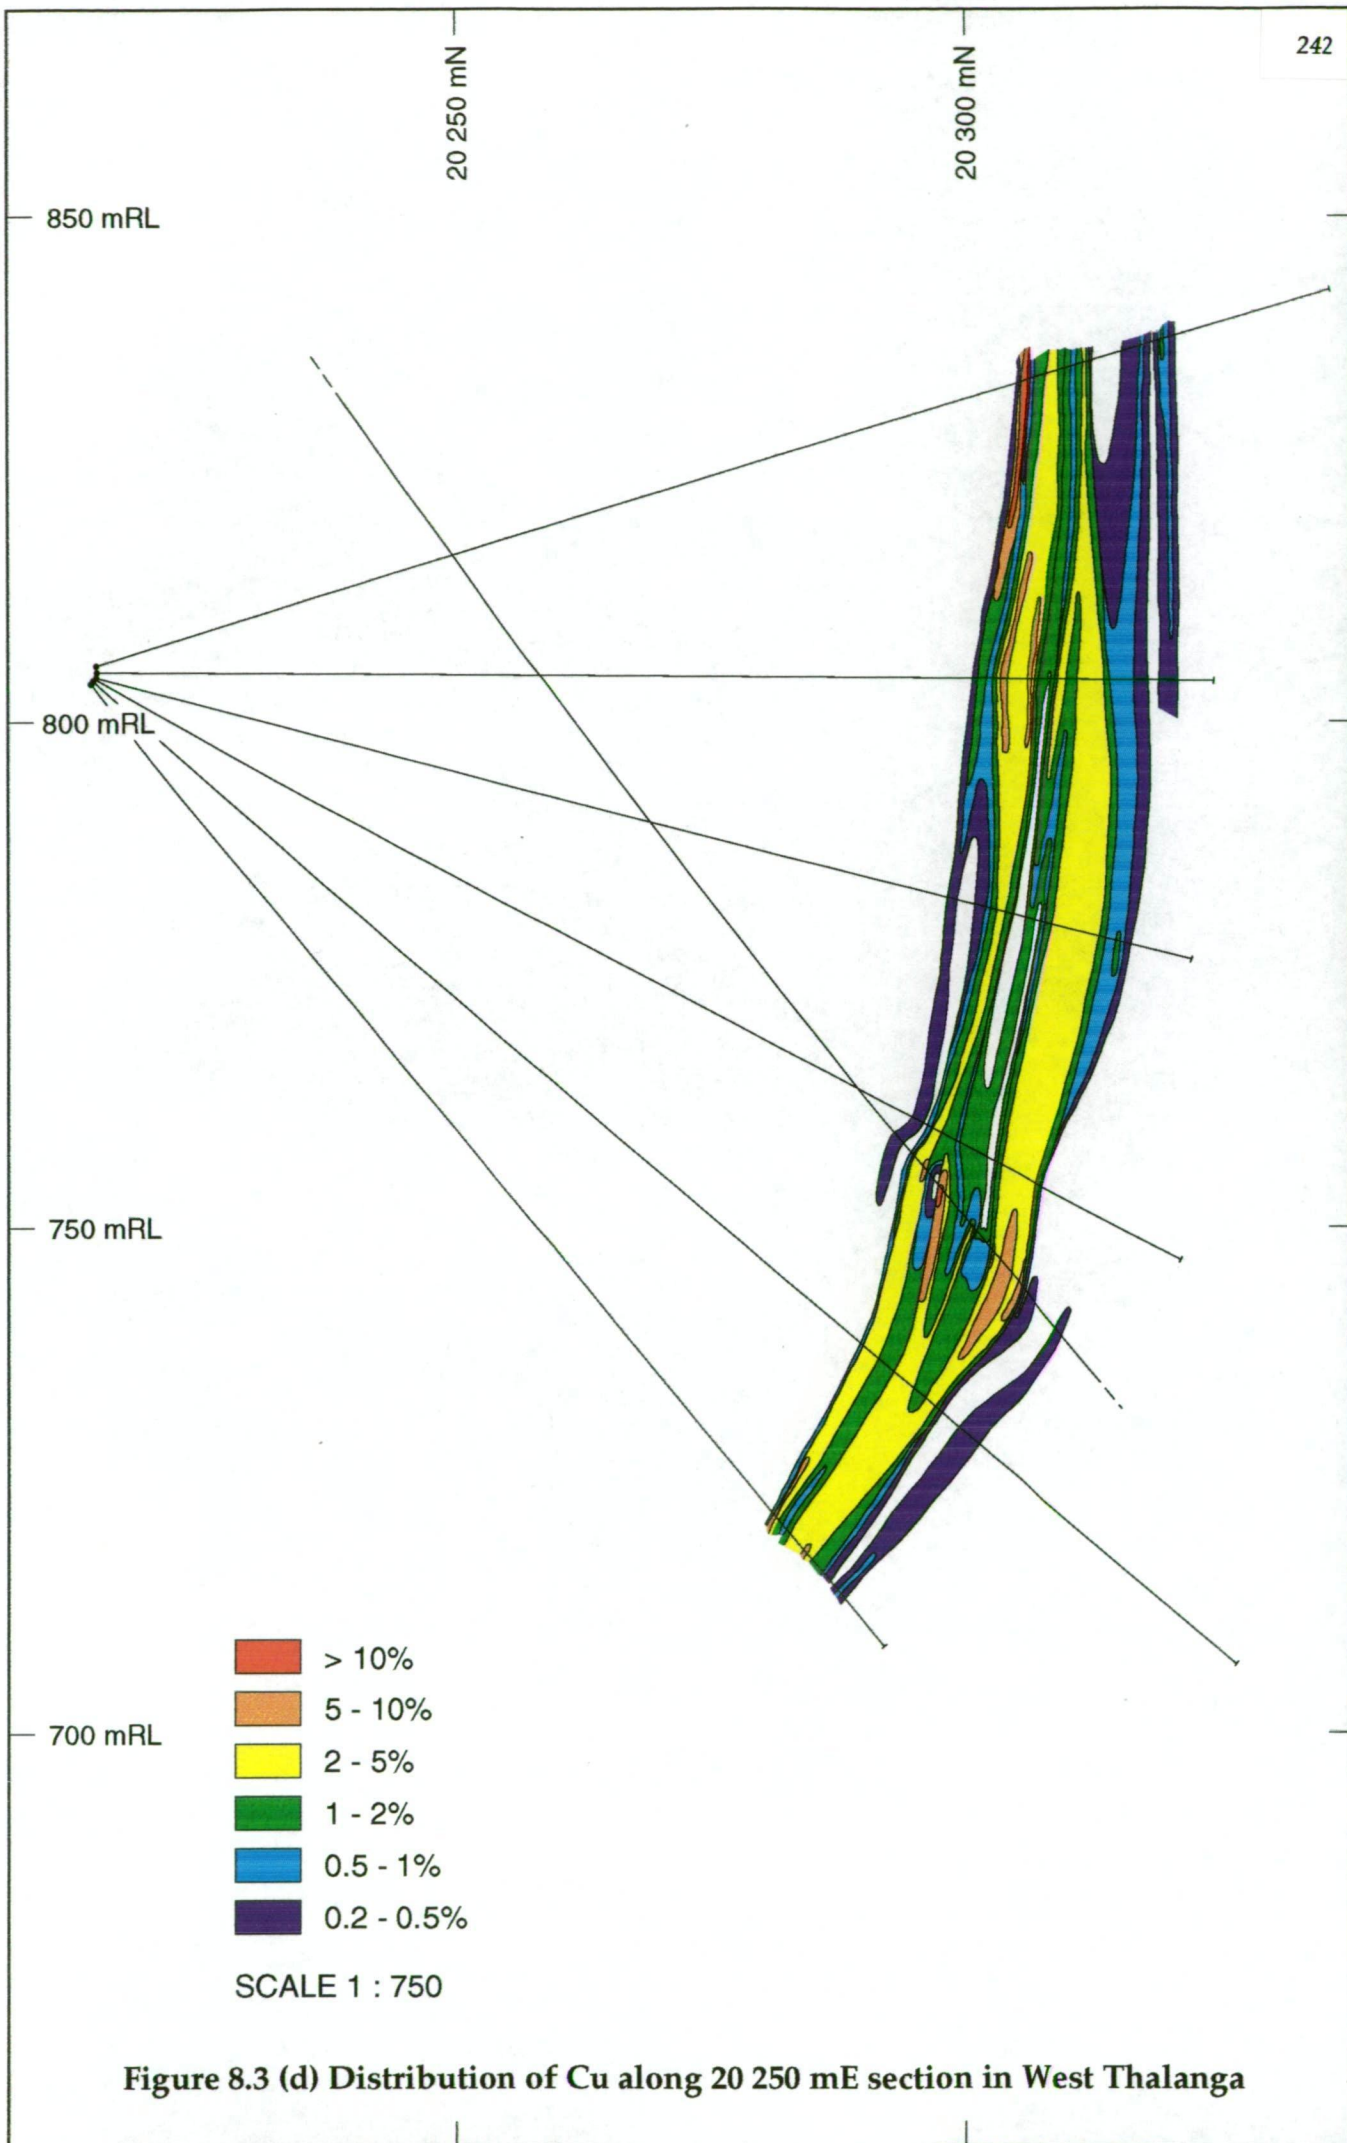 242
20 250 mN
20 300 mN
850 mRL
800 mRL
750 mRL
700 mRL
> 10%
5 - 10%
2 - 5%
1 - 2%
0.5 - 1%
0.2 - 0.5%
SCALE 1 : 750
Figure 8.3 (d) Distribution of Cu along 20 250 mE section in West Thalanga